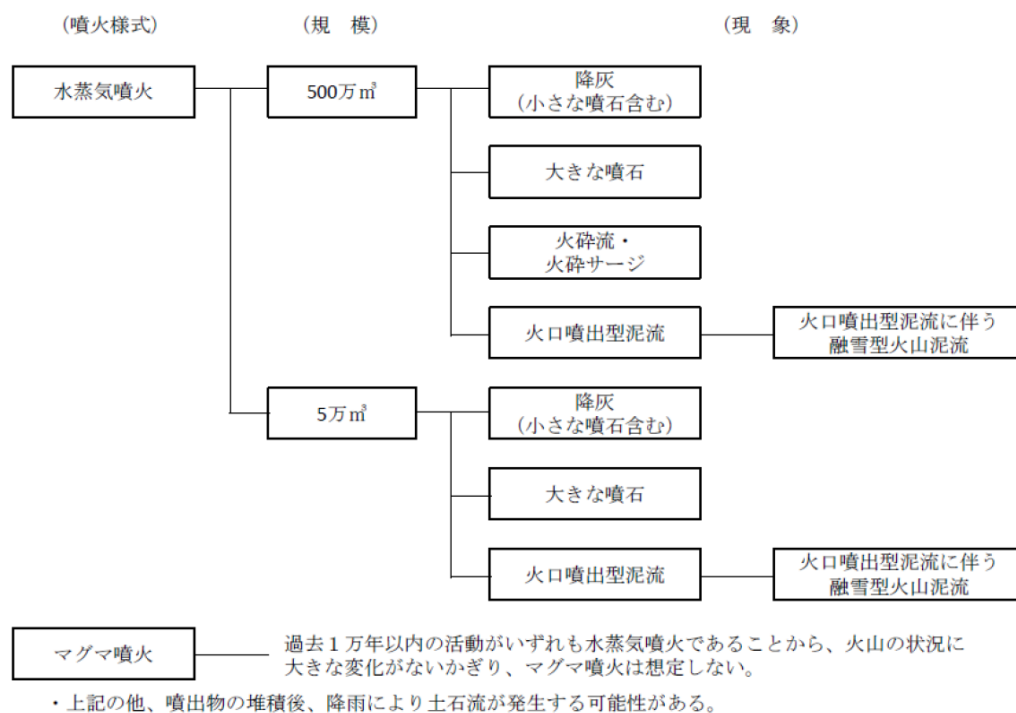 （噴火様式）
（規　模）
（現　象）
水蒸気噴火
500万㎥
降灰
（小さな噴石含む）
大きな噴石
火砕流・
火砕サージ
火口噴出型泥流
火口噴出型泥流に伴う
融雪型火山泥流
5万㎥
降灰
（小さな噴石含む）
大きな噴石
火口噴出型泥流
火口噴出型泥流に伴う
融雪型火山泥流
マグマ噴火
過去１万年以内の活動がいずれも水蒸気噴火であることから、火山の状況に
大きな変化がないかぎり、マグマ噴火は想定しない。
・上記の他、噴出物の堆積後、降雨により土石流が発生する可能性がある。